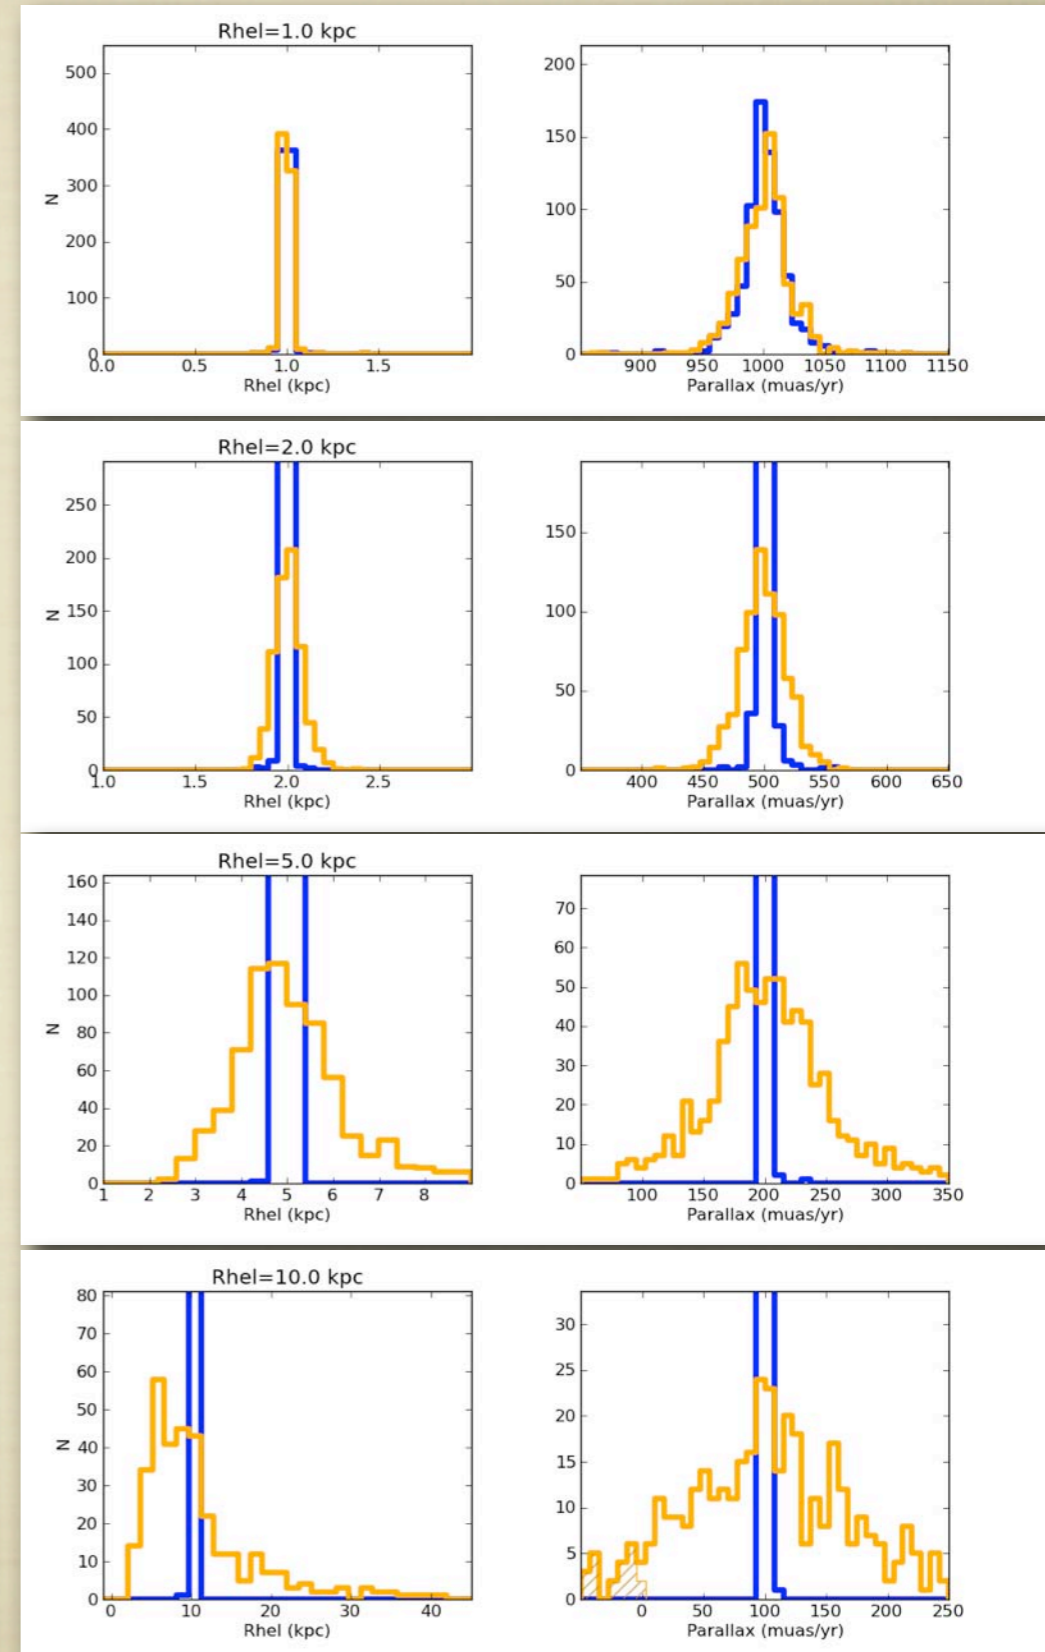 Rhel=1.0 kpc
500
400
300
200
100
0
N
0.0 0.5 1.0 1.5
Rhel (kpc)
200
150
100
50
0
900 950 1000 1050 1100 1150
Parallax (muas/yr)
Rhel=2.0 kpc
250
200
150
100
50
0
N
1.0 1.5 2.0 2.5
Rhel (kpc)
150
100
50
0
400 450 500 550 600 650
Parallax (muas/yr)
Rhel=5.0 kpc
160
140
120
100
80
60
40
20
0
N
1 2 3 4 5 6 7 8
Rhel (kpc)
70
60
50
40
30
20
10
0
100 150 200 250 300 350
Parallax (muas/yr)
Rhel=10.0 kpc
80
70
60
50
40
30
20
10
0
N
0 10 20 30 40
Rhel (kpc)
30
25
20
15
10
5
0
0 50 100 150 200 250
Parallax (muas/yr)